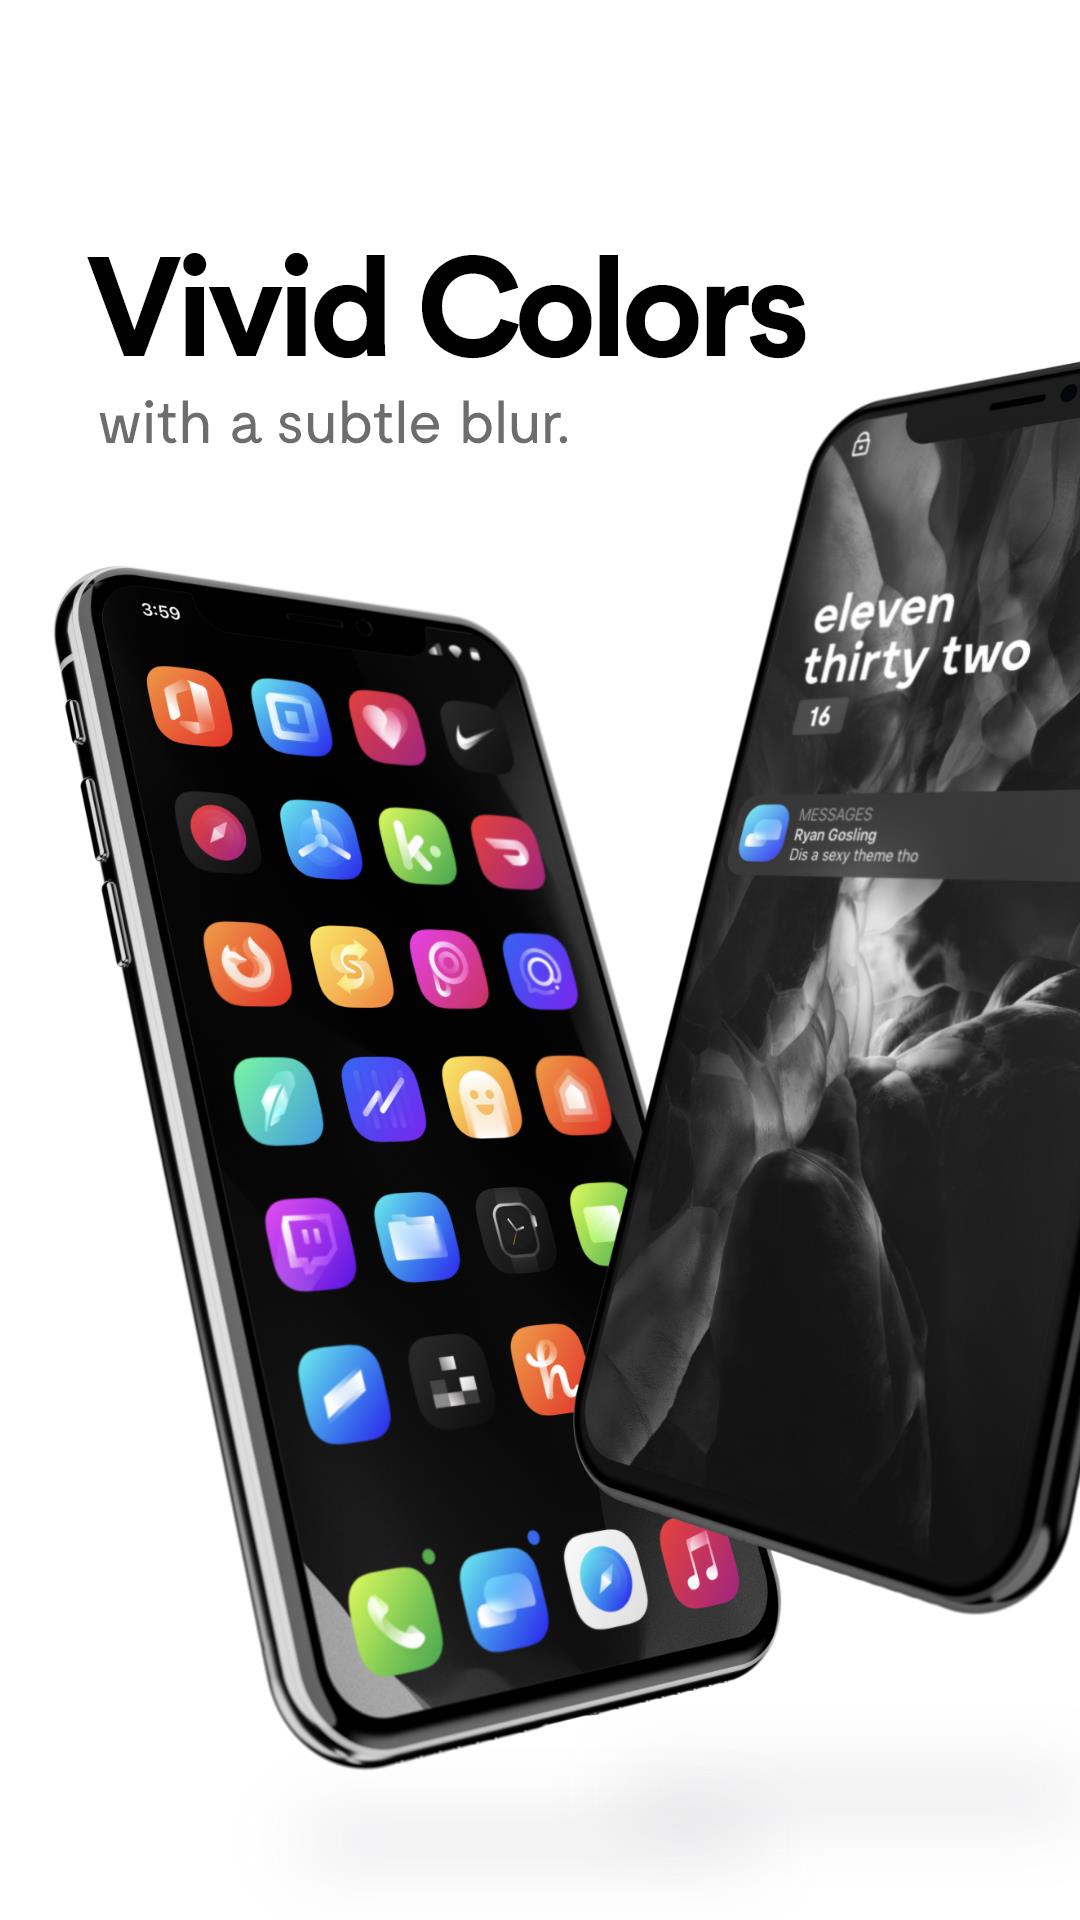 Vivid Colors
with a subtle blur.
3:59
eleven
thirty two
16
MESSAGES
Ryan Gosling
Dis a sexy theme tho